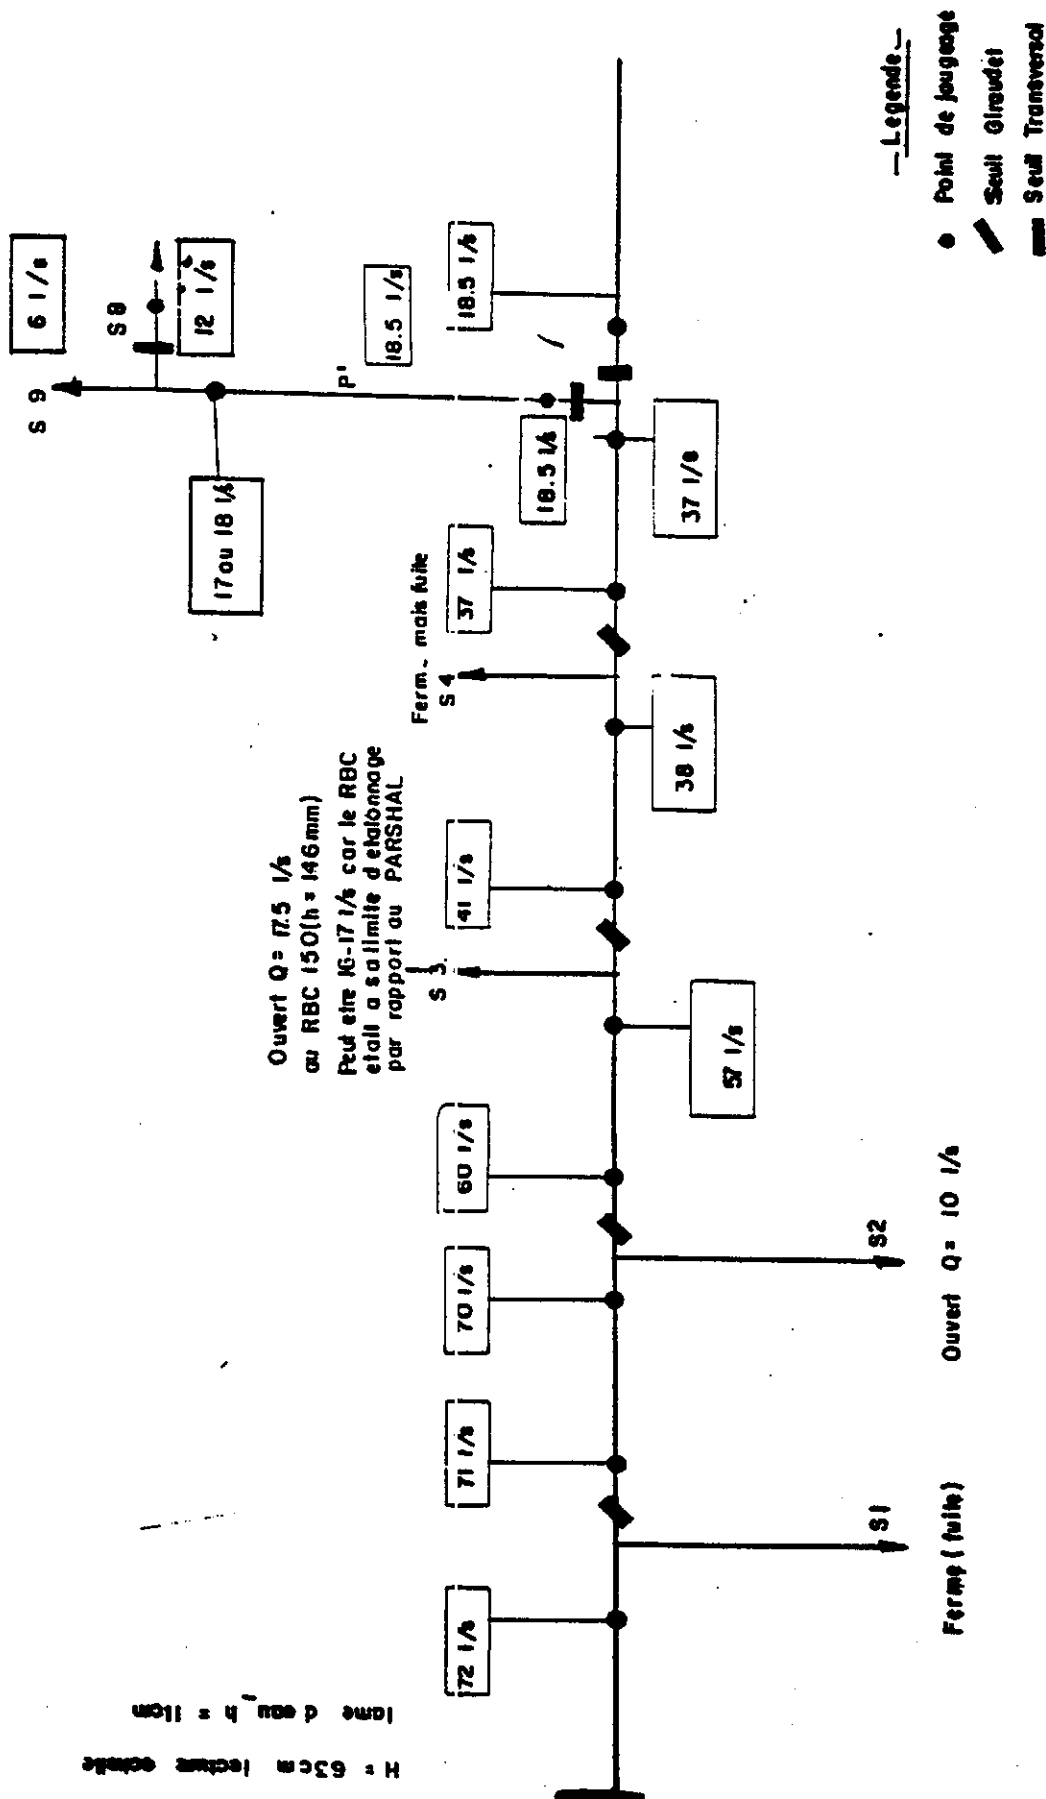 6 l/s
S 9
S 8
12 l/s
17 ou 18 l/s
P'
18.5 l/s
18.5 l/s
18.5 l/s
37 l/s
37 l/s
Ferm. mais fuite
S 4
38 l/s
41 l/s
Ouvert Q = 17.5 l/s
au RBC 150(h = 146mm)
Peut etre 16-17 l/s car le RBC
etait a sa limite d etalonnage
par rapport au PARSHAL
S 3
57 l/s
60 l/s
70 l/s
S2
Ouvert Q = 10 l/s
71 l/s
S1
Fermé (fuite)
72 l/s
lame d eau h = 11cm
H = 63cm lecture echelle
Legende
Point de jaugeage
Seuil Giraudet
Seuil Transversal